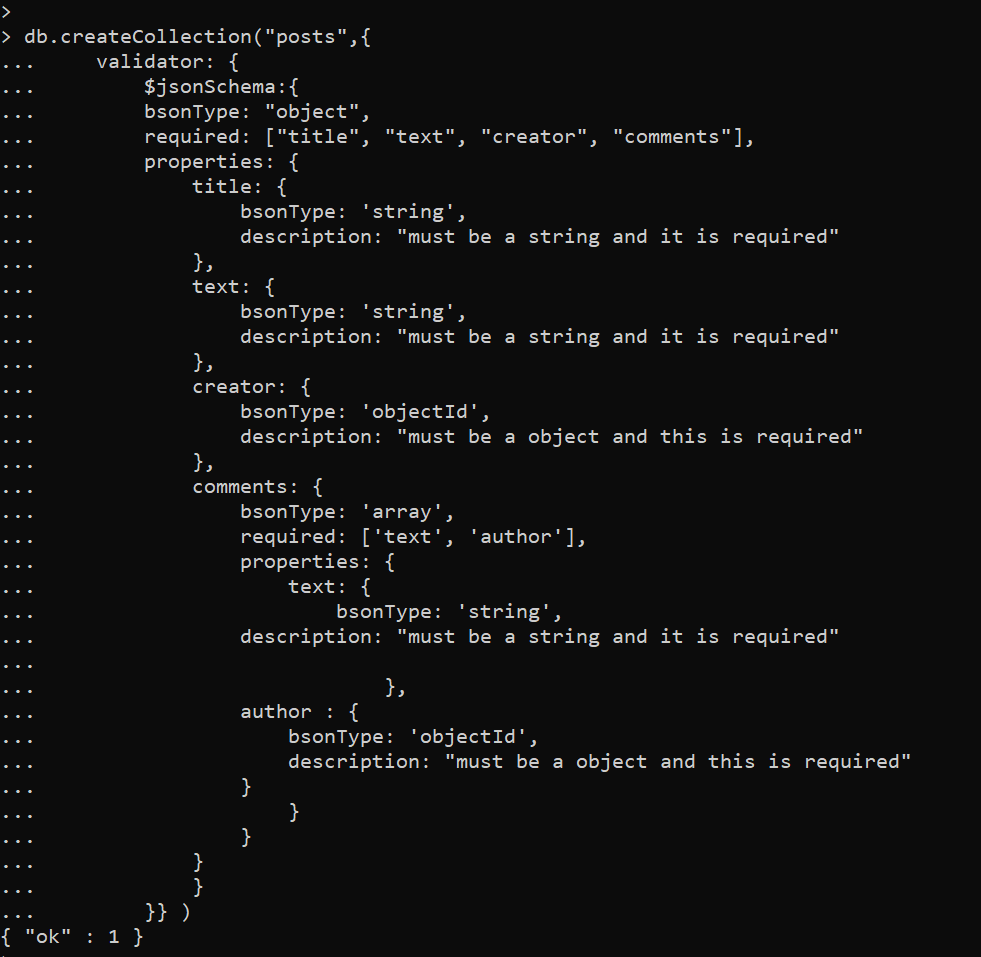 >
> db.createCollection("posts",{
...     validator: {
...         $jsonSchema:{
...         bsonType: "object",
...         required: ["title", "text", "creator", "comments"],
...         properties: {
...             title: {
...                 bsonType: 'string',
...                 description: "must be a string and it is required"
...             },
...             text: {
...                 bsonType: 'string',
...                 description: "must be a string and it is required"
...             },
...             creator: {
...                 bsonType: 'objectId',
...                 description: "must be a object and this is required"
...             },
...             comments: {
...                 bsonType: 'array',
...                 required: ['text', 'author'],
...                 properties: {
...                     text: {
...                         bsonType: 'string',
...                 description: "must be a string and it is required"
...
...                             },
...                 author : {
...                     bsonType: 'objectId',
...                     description: "must be a object and this is required"
...                 }
...                     }
...                 }
...             }
...             }
...         }} )
{ "ok" : 1 }